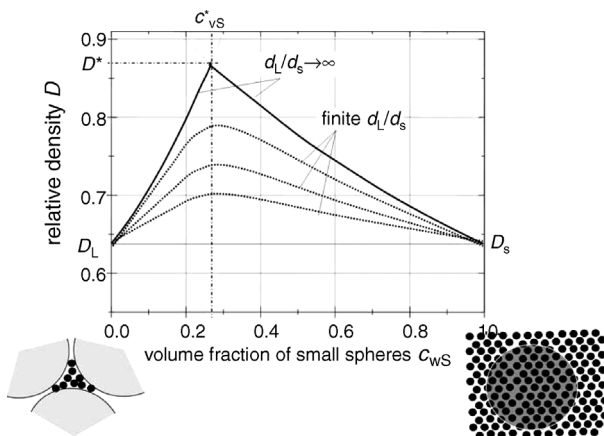 c*vS
0.9
D*
dL/ds→∞
0.8
finite dL/ds
relative density D
0.7
DL
Ds
0.6
0.0 0.2 0.4 0.6 0.8 1.0
volume fraction of small spheres cwS